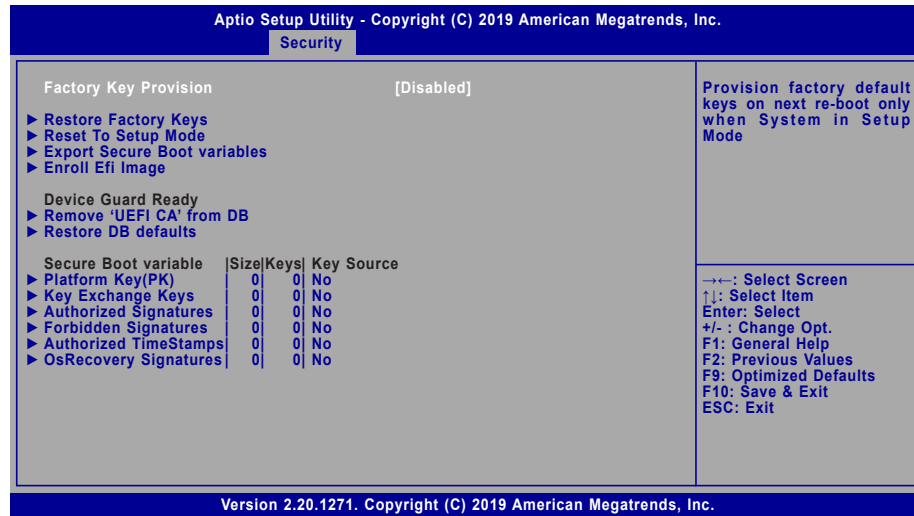 Aptio Setup Utility - Copyright (C) 2019 American Megatrends, Inc.
Security
Factory Key Provision [Disabled]
► Restore Factory Keys
► Reset To Setup Mode
► Export Secure Boot variables
► Enroll Efi Image
Device Guard Ready
► Remove ‘UEFI CA’ from DB
► Restore DB defaults
Secure Boot variable |Size|Keys| Key Source
► Platform Key(PK) | 0| 0| No
► Key Exchange Keys | 0| 0| No
► Authorized Signatures | 0| 0| No
► Forbidden Signatures | 0| 0| No
► Authorized TimeStamps| 0| 0| No
► OsRecovery Signatures| 0| 0| No
Provision factory default
keys on next re-boot only
when System in Setup
Mode
→←: Select Screen
↑↓: Select Item
Enter: Select
+/- : Change Opt.
F1: General Help
F2: Previous Values
F9: Optimized Defaults
F10: Save & Exit
ESC: Exit
Version 2.20.1271. Copyright (C) 2019 American Megatrends, Inc.